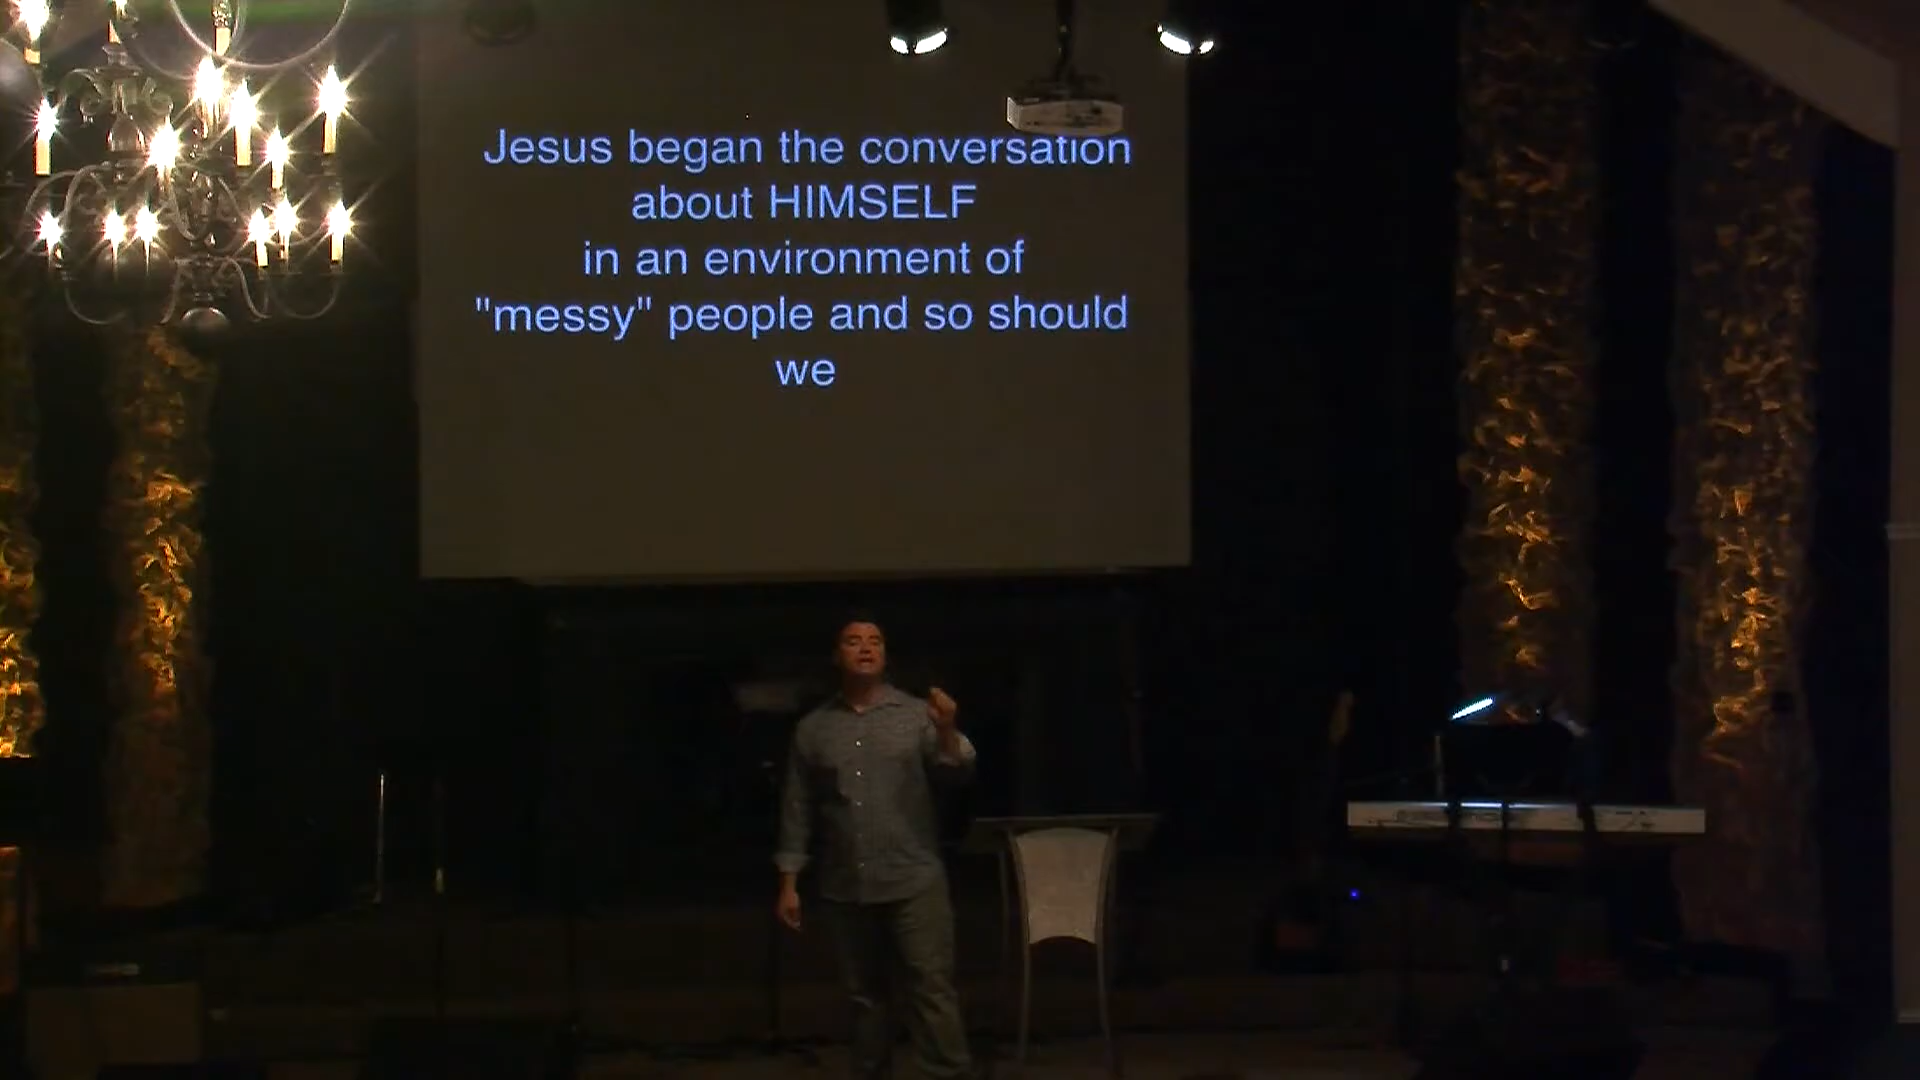 Jesus began the conversation
about HIMSELF
in an environment of
"messy" people and so should
we